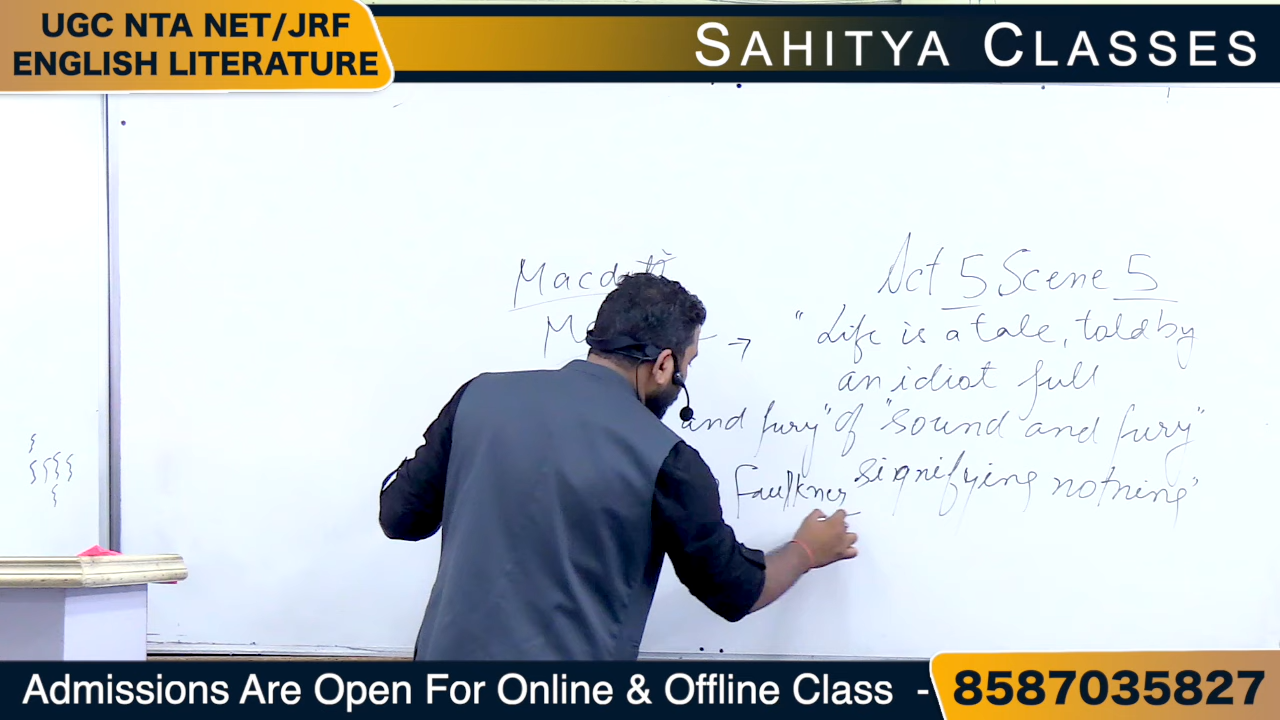 UGC NTA NET/JRF
ENGLISH LITERATURE
SAHITYA CLASSES
Act 5 Scene 5
→ "Life is a tale, told by
an idiot full
and fury" of "sound and fury"
Faulkner signifying nothing"
Admissions Are Open For Online & Offline Class - 8587035827